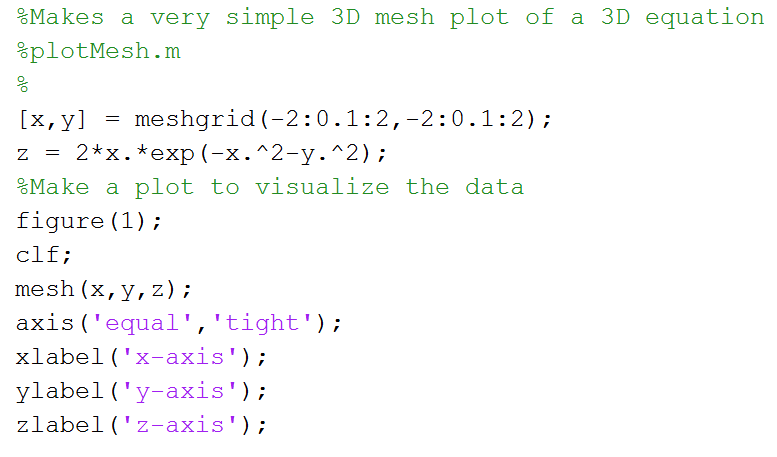 %Makes a very simple 3D mesh plot of a 3D equation
%plotMesh.m
%
[x,y] = meshgrid(-2:0.1:2,-2:0.1:2);
z = 2*x.*exp(-x.^2-y.^2);
%Make a plot to visualize the data
figure(1);
clf;
mesh(x,y,z);
axis('equal','tight');
xlabel('x-axis');
ylabel('y-axis');
zlabel('z-axis');